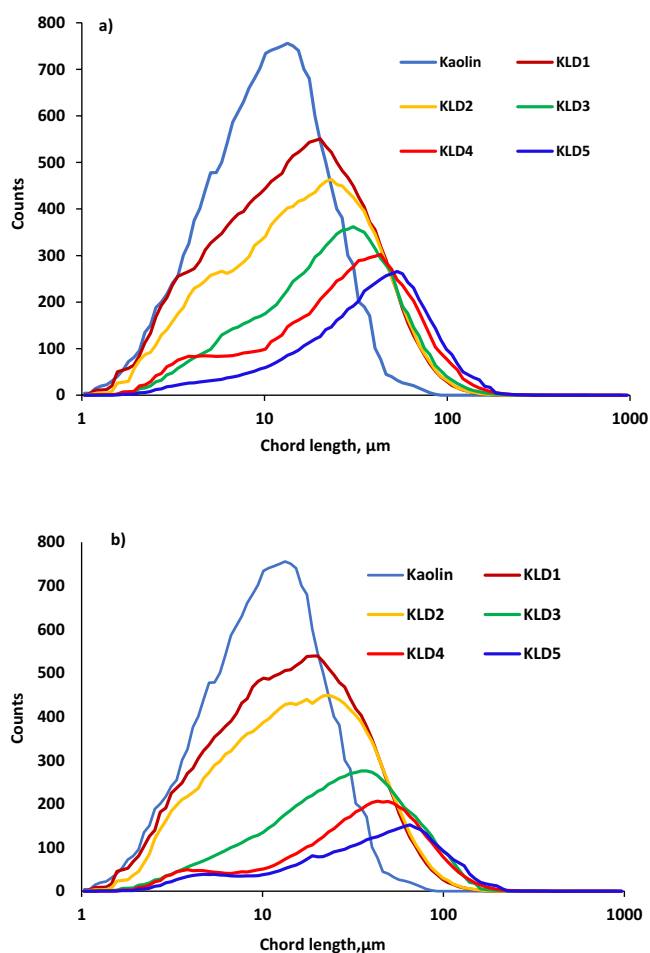 a)
800
700
600
500
400
300
200
100
0
Counts
Kaolin KLD1
KLD2 KLD3
KLD4 KLD5
1 10 100 1000
Chord length, µm
b)
800
700
600
500
400
300
200
100
0
Counts
Kaolin KLD1
KLD2 KLD3
KLD4 KLD5
1 10 100 1000
Chord length,µm